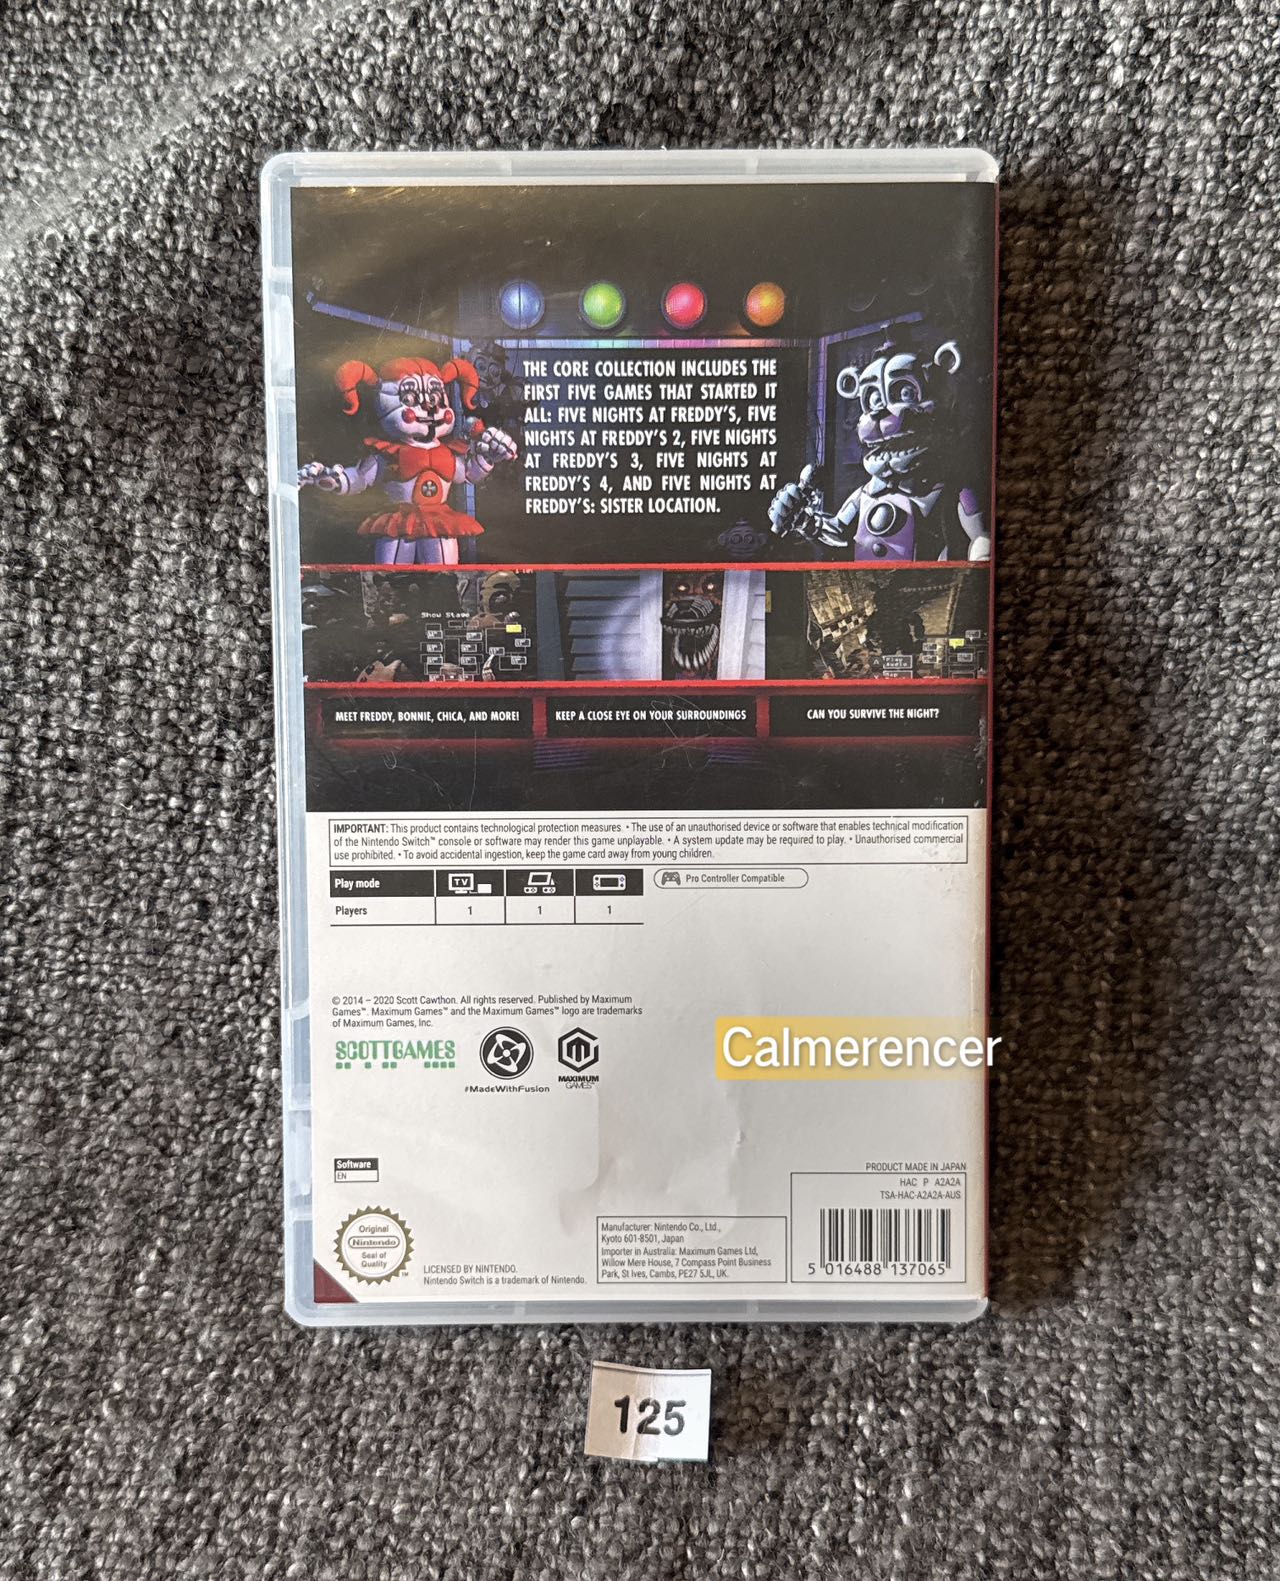 THE CORE COLLECTION INCLUDES THE
FIRST FIVE GAMES THAT STARTED IT
ALL: FIVE NIGHTS AT FREDDY'S, FIVE
NIGHTS AT FREDDY'S 2, FIVE NIGHTS
AT FREDDY'S 3, FIVE NIGHTS AT
FREDDY'S 4, AND FIVE NIGHTS AT
FREDDY'S: SISTER LOCATION.
Show Stage
MEET FREDDY, BONNIE, CHICA, AND MORE!
KEEP A CLOSE EYE ON YOUR SURROUNDINGS
CAN YOU SURVIVE THE NIGHT?
IMPORTANT: This product contains technological protection measures. • The use of an unauthorised device or software that enables technical modification
of the Nintendo Switch™ console or software may render this game unplayable. • A system update may be required to play. • Unauthorised commercial
use prohibited. • To avoid accidental ingestion, keep the game card away from young children.
Play mode
TV
Pro Controller Compatible
Players 1 1 1
© 2014 – 2020 Scott Cawthon. All rights reserved. Published by Maximum
Games™. Maximum Games™ and the Maximum Games™ logo are trademarks
of Maximum Games, Inc.
SCOTTGAMES
#MadeWithFusion
MAXIMUM
GAMES™
Calmerencer
Software
EN
PRODUCT MADE IN JAPAN
HAC P A2A2A
TSA-HAC-A2A2A-AUS
Original
Nintendo
Seal of
Quality
™
LICENSED BY NINTENDO.
Nintendo Switch is a trademark of Nintendo.
Manufacturer: Nintendo Co., Ltd.,
Kyoto 601-8501, Japan
Importer in Australia: Maximum Games Ltd,
Willow Mere House, 7 Compass Point Business
Park, St Ives, Cambs, PE27 5JL, UK.
5 016488 137065
125